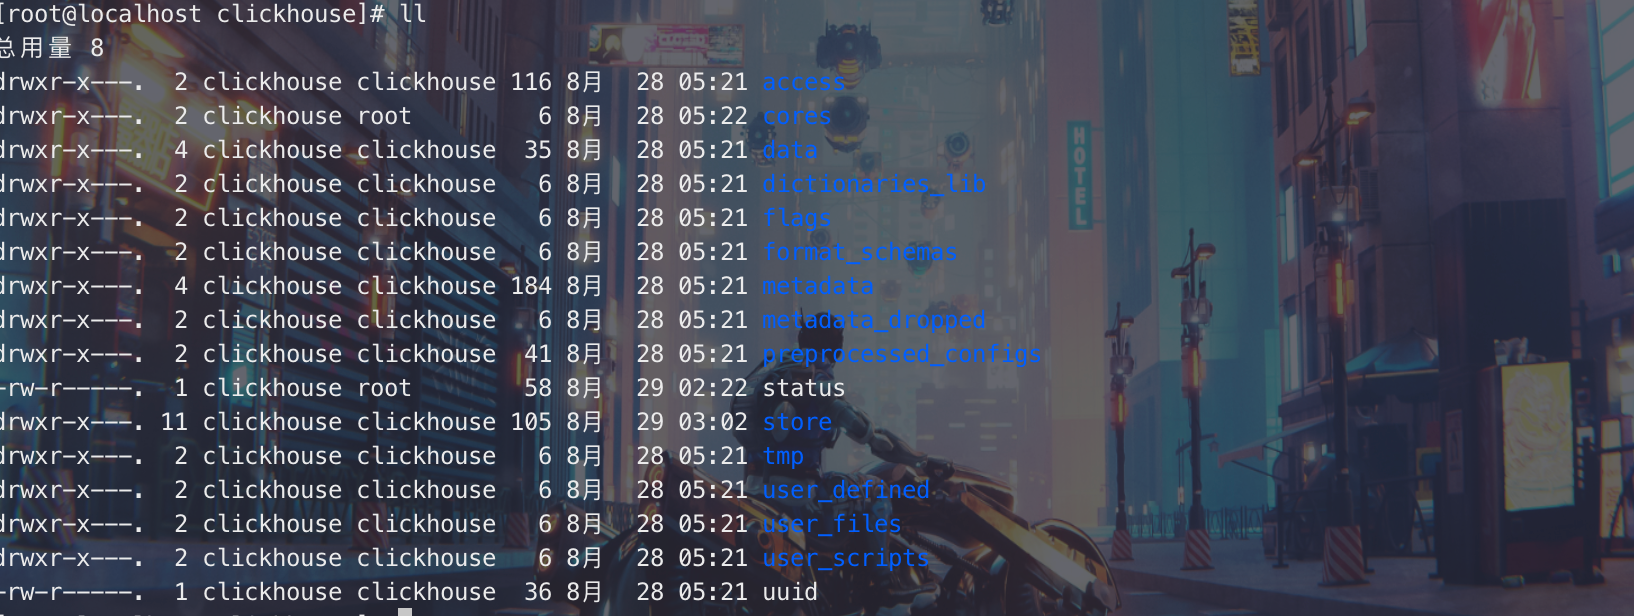 [root@localhost clickhouse]# ll
总用量 8
drwxr-x---.  2 clickhouse clickhouse 116 8月   28 05:21 access
drwxr-x---.  2 clickhouse root         6 8月   28 05:22 cores
drwxr-x---.  4 clickhouse clickhouse  35 8月   28 05:21 data
drwxr-x---.  2 clickhouse clickhouse   6 8月   28 05:21 dictionaries_lib
drwxr-x---.  2 clickhouse clickhouse   6 8月   28 05:21 flags
drwxr-x---.  2 clickhouse clickhouse   6 8月   28 05:21 format_schemas
drwxr-x---.  4 clickhouse clickhouse 184 8月   28 05:21 metadata
drwxr-x---.  2 clickhouse clickhouse   6 8月   28 05:21 metadata_dropped
drwxr-x---.  2 clickhouse clickhouse  41 8月   28 05:21 preprocessed_configs
-rw-r-----.  1 clickhouse root        58 8月   29 02:22 status
drwxr-x---. 11 clickhouse clickhouse 105 8月   29 03:02 store
drwxr-x---.  2 clickhouse clickhouse   6 8月   28 05:21 tmp
drwxr-x---.  2 clickhouse clickhouse   6 8月   28 05:21 user_defined
drwxr-x---.  2 clickhouse clickhouse   6 8月   28 05:21 user_files
drwxr-x---.  2 clickhouse clickhouse   6 8月   28 05:21 user_scripts
-rw-r-----.  1 clickhouse clickhouse  36 8月   28 05:21 uuid
HOTEL